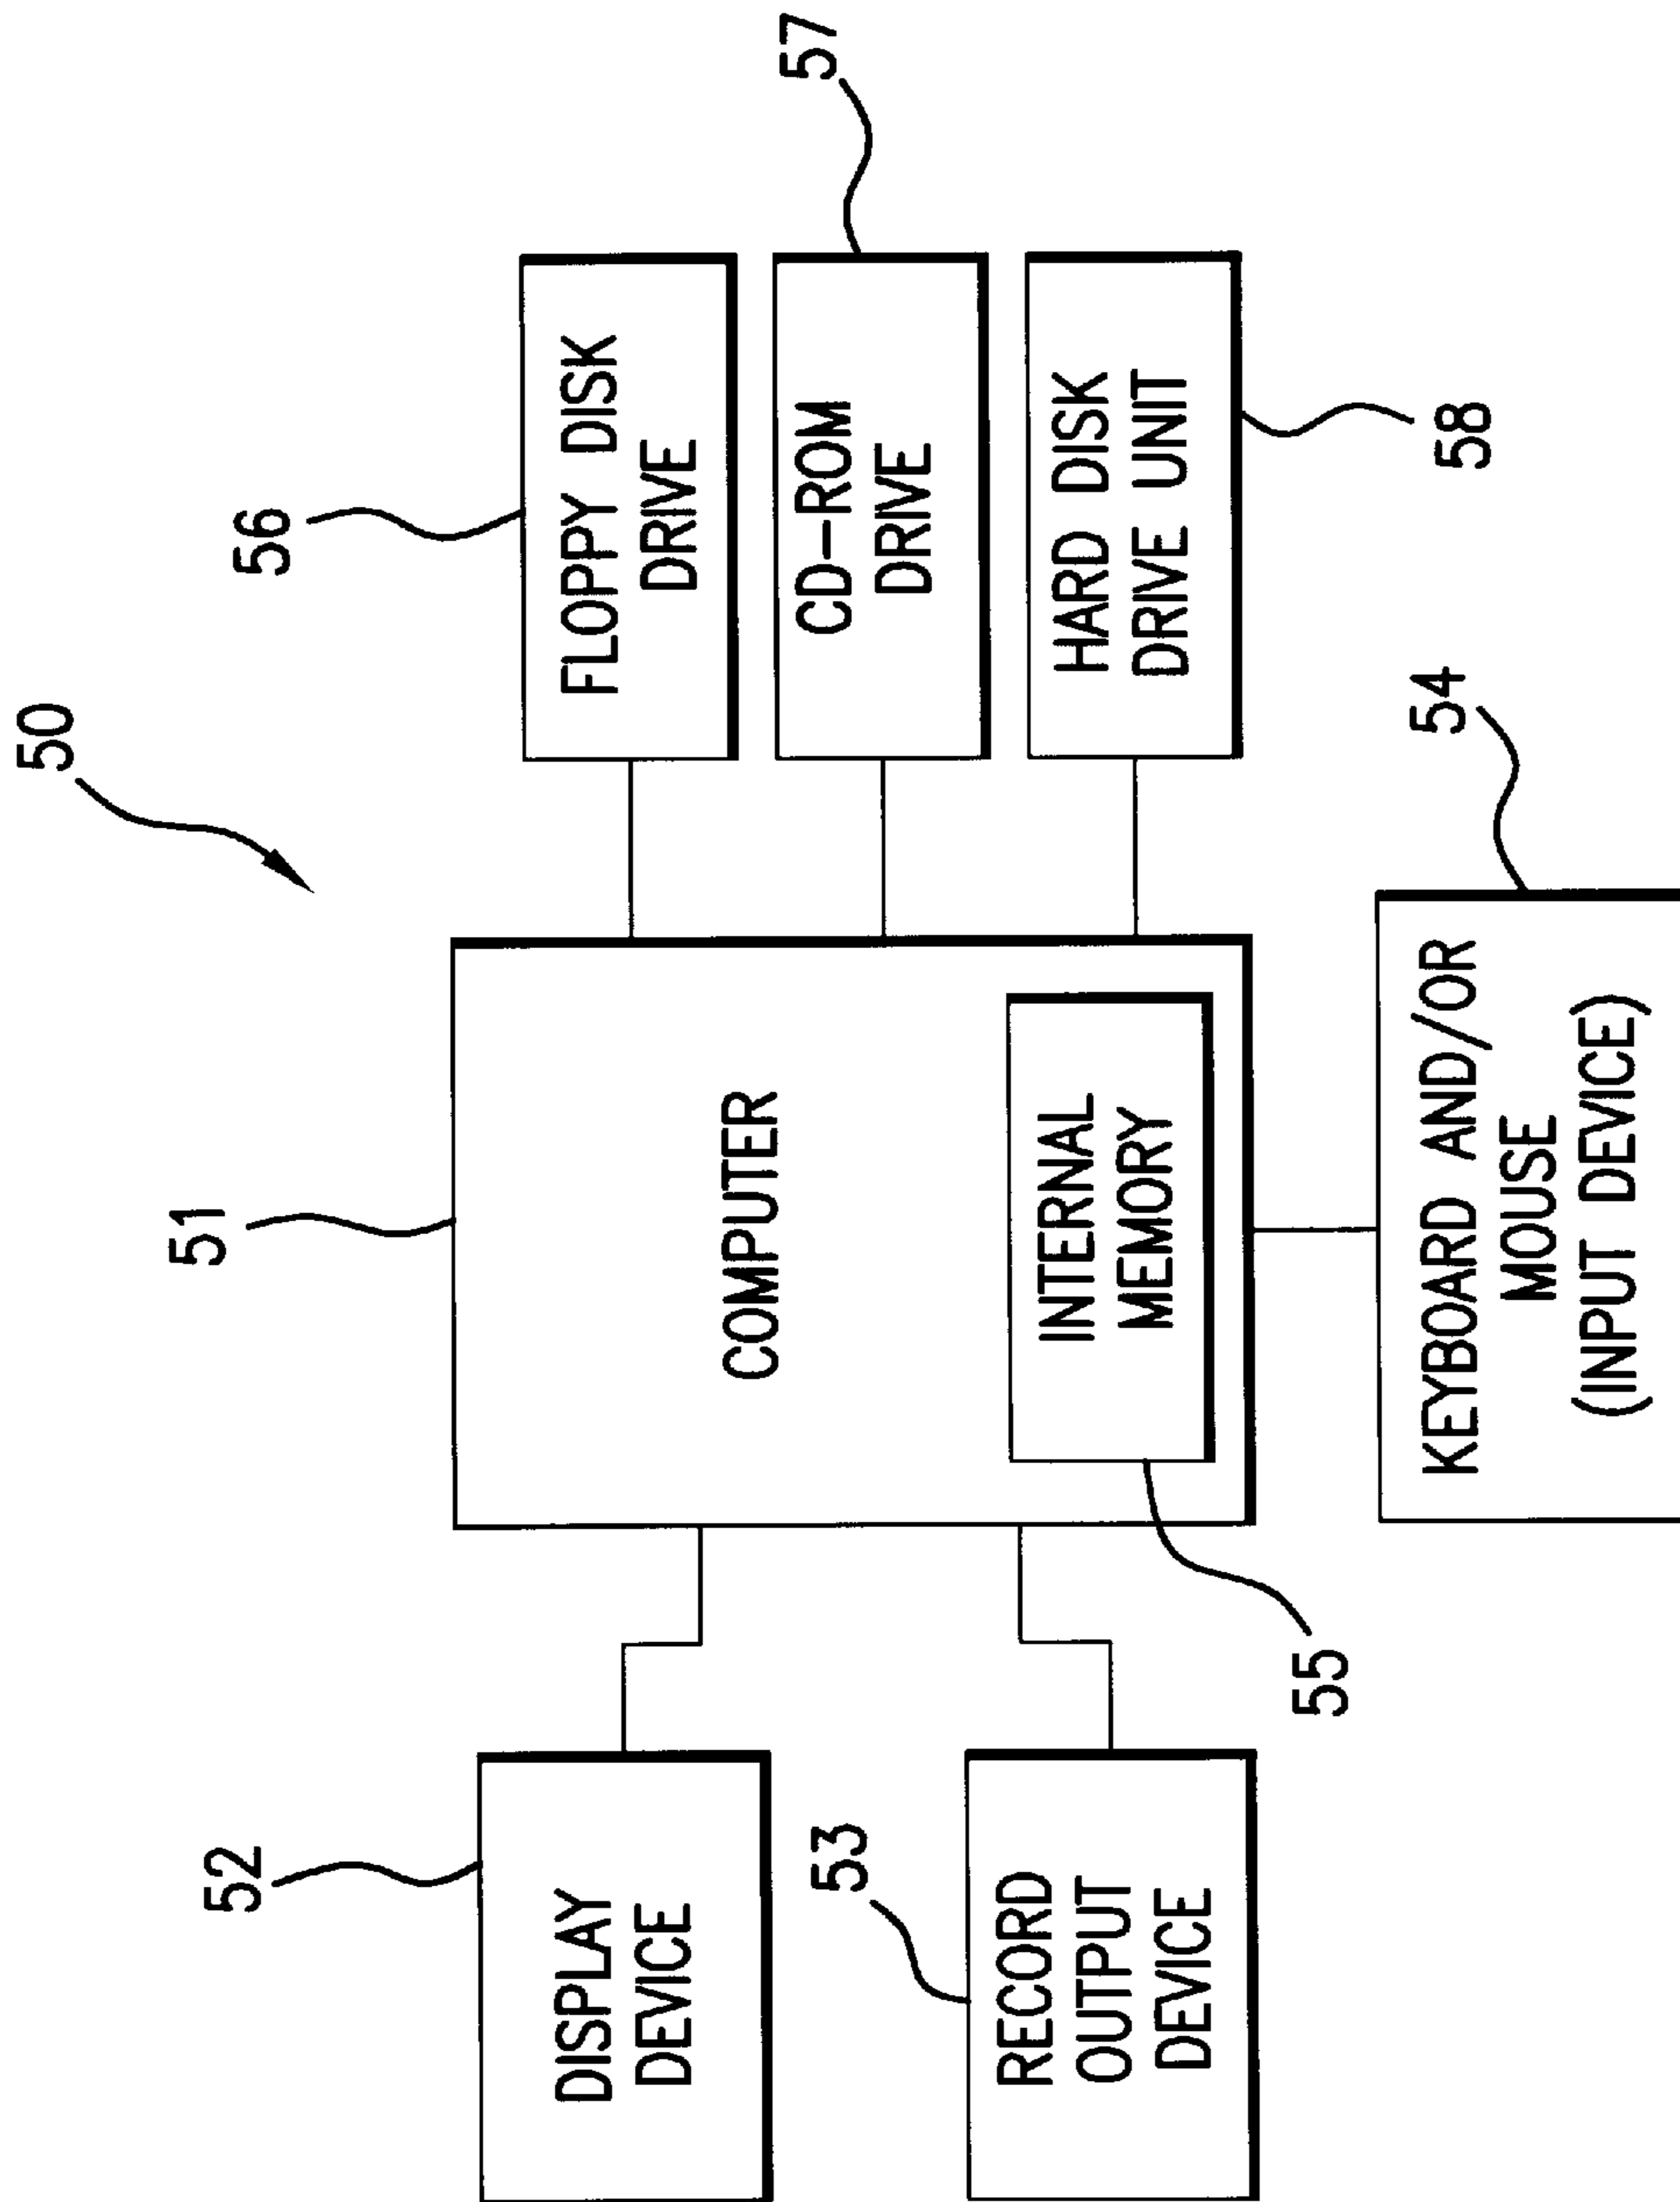 50
51
COMPUTER
INTERNAL
MEMORY
55
52
DISPLAY
DEVICE
53
RECORD
OUTPUT
DEVICE
56
FLOPPY DISK
DRIVE
57
CD-ROM
DRIVE
HARD DISK
DRIVE UNIT
58
54
KEYBOARD AND/OR
MOUSE
(INPUT DEVICE)